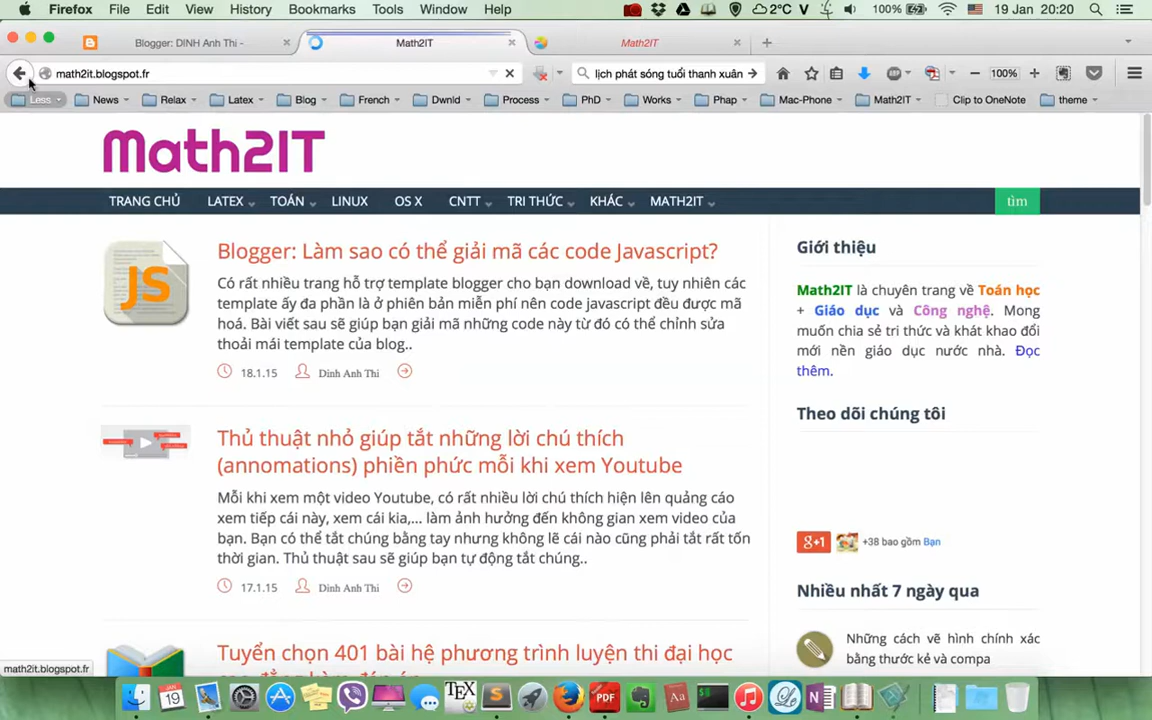 Firefox File Edit View History Bookmarks Tools Window Help 2°C V 100% 19 Jan 20:20
Blogger: DINH Anh Thi - × Math2IT × Math2IT × +
math2it.blogspot.fr lịch phát sóng tuổi thanh xuân 100%
Less News Relax Latex Blog French Dwnld Process PhD Works Phap Mac-Phone Math2IT Clip to OneNote theme
Math2IT
TRANG CHỦ LATEX TOÁN LINUX OS X CNTT TRI THỨC KHÁC MATH2IT tìm
Blogger: Làm sao có thể giải mã các code Javascript?
JS
Có rất nhiều trang hỗ trợ template blogger cho bạn download về, tuy nhiên các
template ấy đa phần là ở phiên bản miễn phí nên code javascript đều được mã
hoá. Bài viết sau sẽ giúp bạn giải mã những code này từ đó có thể chỉnh sửa
thoải mái template của blog..
18.1.15 Dinh Anh Thi
Thủ thuật nhỏ giúp tắt những lời chú thích
(annomations) phiền phức mỗi khi xem Youtube
Mỗi khi xem một video Youtube, có rất nhiều lời chú thích hiện lên quảng cáo
xem tiếp cái này, xem cái kia,... làm ảnh hưởng đến không gian xem video của
bạn. Bạn có thể tắt chúng bằng tay nhưng không lẽ cái nào cũng phải tắt rất tốn
thời gian. Thủ thuật sau sẽ giúp bạn tự động tắt chúng..
17.1.15 Dinh Anh Thi
Tuyển chọn 401 bài hệ phương trình luyện thi đại học
Giới thiệu
Math2IT là chuyên trang về Toán học
+ Giáo dục và Công nghệ. Mong
muốn chia sẻ tri thức và khát khao đổi
mới nền giáo dục nước nhà. Đọc
thêm.
Theo dõi chúng tôi
g+1 +38 bao gồm Bạn
Nhiều nhất 7 ngày qua
Những cách vẽ hình chính xác
bằng thước kẻ và compa
math2it.blogspot.fr
19 TEX S PDF Aa N